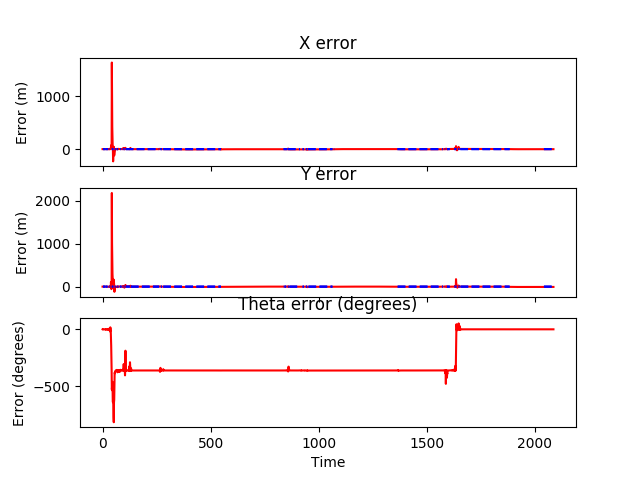 X error
1000
0
Error (m)
Y error
2000
1000
0
Error (m)
Theta error (degrees)
0
−500
Error (degrees)
0 500 1000 1500 2000
Time